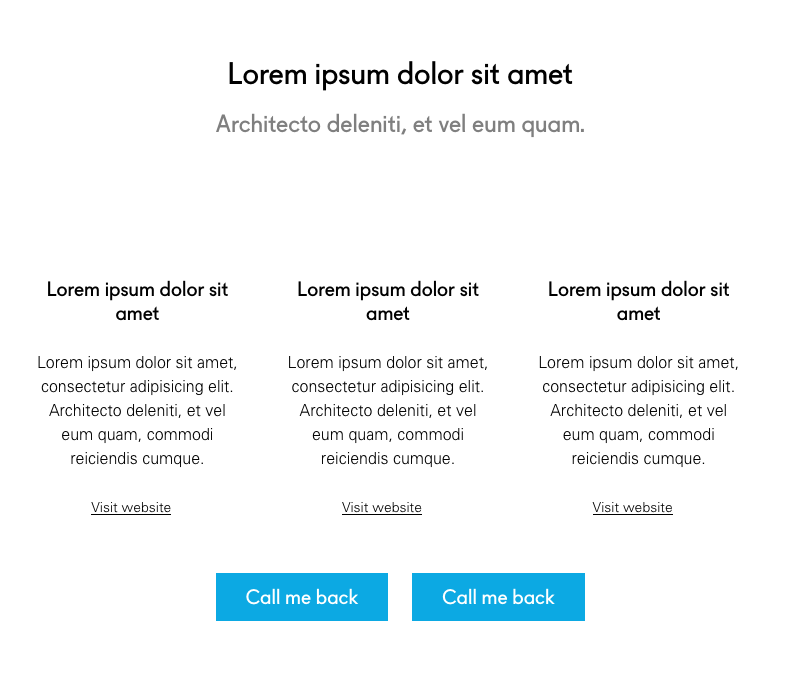 Lorem ipsum dolor sit amet
Architecto deleniti, et vel eum quam.
Lorem ipsum dolor sit
amet
Lorem ipsum dolor sit amet,
consectetur adipisicing elit.
Architecto deleniti, et vel
eum quam, commodi
reiciendis cumque.
Visit website
Lorem ipsum dolor sit
amet
Lorem ipsum dolor sit amet,
consectetur adipisicing elit.
Architecto deleniti, et vel
eum quam, commodi
reiciendis cumque.
Visit website
Lorem ipsum dolor sit
amet
Lorem ipsum dolor sit amet,
consectetur adipisicing elit.
Architecto deleniti, et vel
eum quam, commodi
reiciendis cumque.
Visit website
Call me back
Call me back